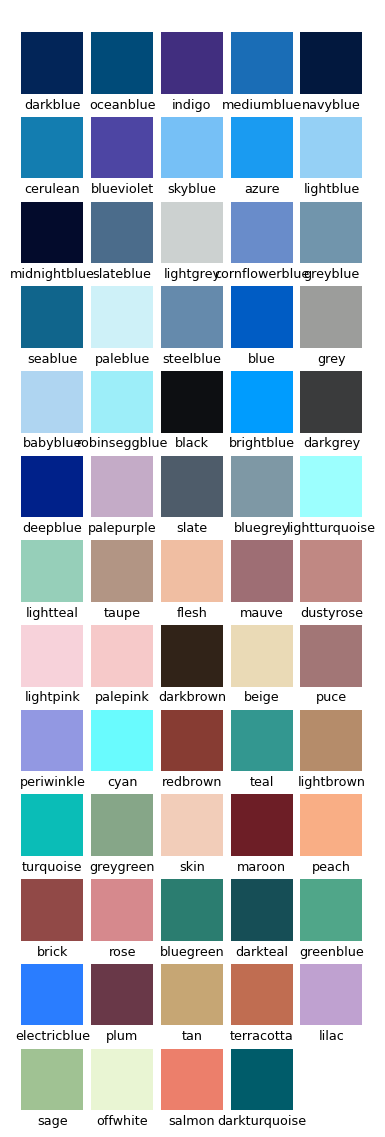 darkblue oceanblue indigo mediumblue navyblue
cerulean blueviolet skyblue azure lightblue
midnightblue slateblue lightgrey cornflowerblue greyblue
seablue paleblue steelblue blue grey
babyblue robinseggblue black brightblue darkgrey
deepblue palepurple slate bluegrey lightturquoise
lightteal taupe flesh mauve dustyrose
lightpink palepink darkbrown beige puce
periwinkle cyan redbrown teal lightbrown
turquoise greygreen skin maroon peach
brick rose bluegreen darkteal greenblue
electricblue plum tan terracotta lilac
sage offwhite salmon darkturquoise